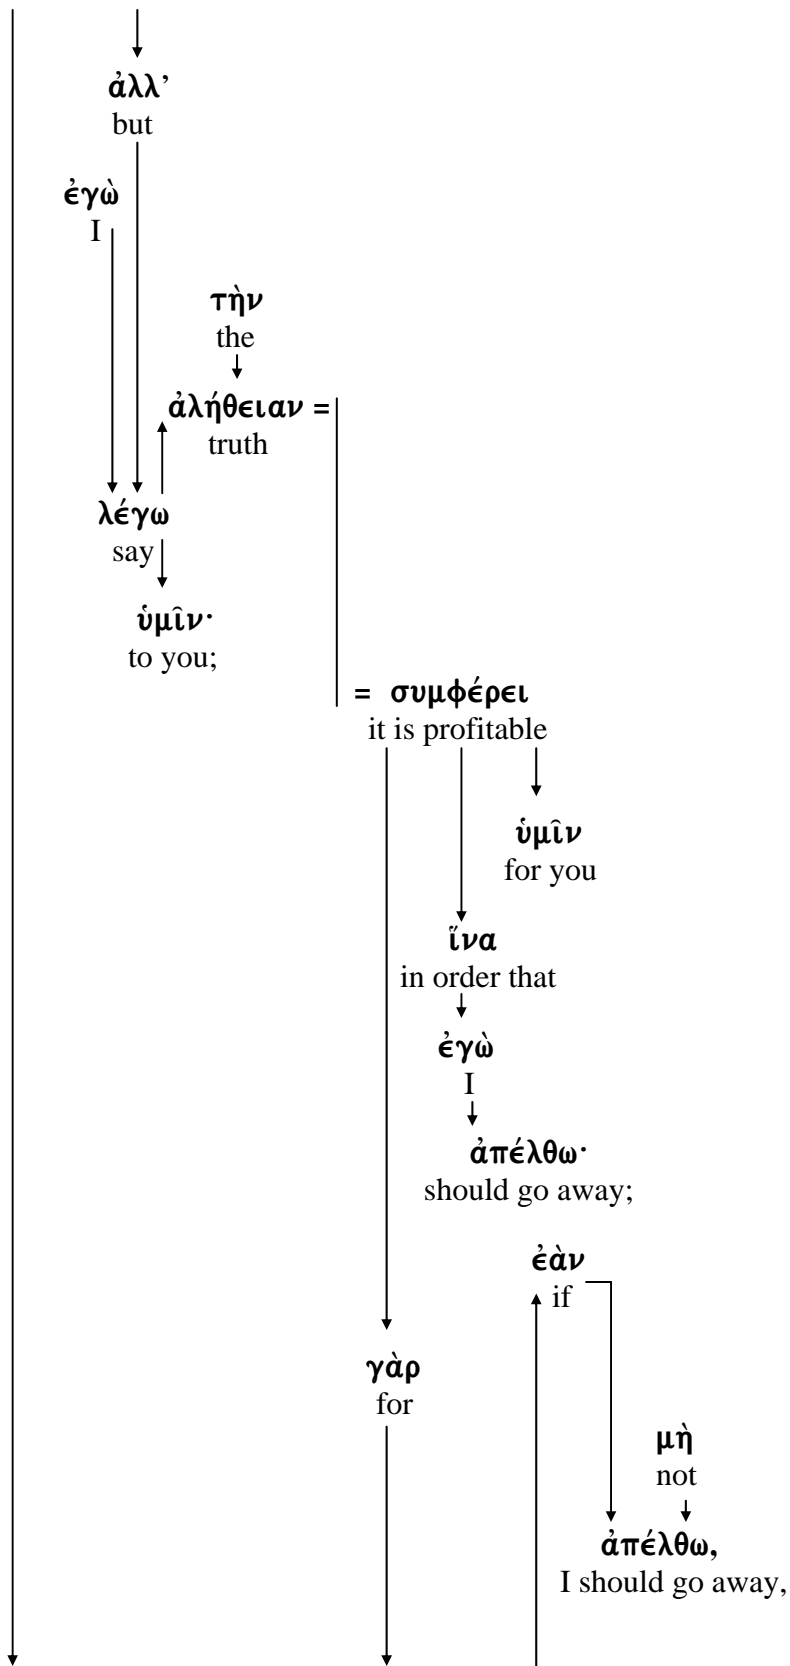 ἀλλ’
but
ἐγὼ
I
τὴν
the
ἀλήθειαν =
truth
λέγω
say
ὑμῖν·
to you;
= συμφέρει
it is profitable
ὑμῖν
for you
ἵνα
in order that
ἐγὼ
I
ἀπέλθω·
should go away;
ἐὰν
if
γὰρ
for
μὴ
not
ἀπέλθω,
I should go away,